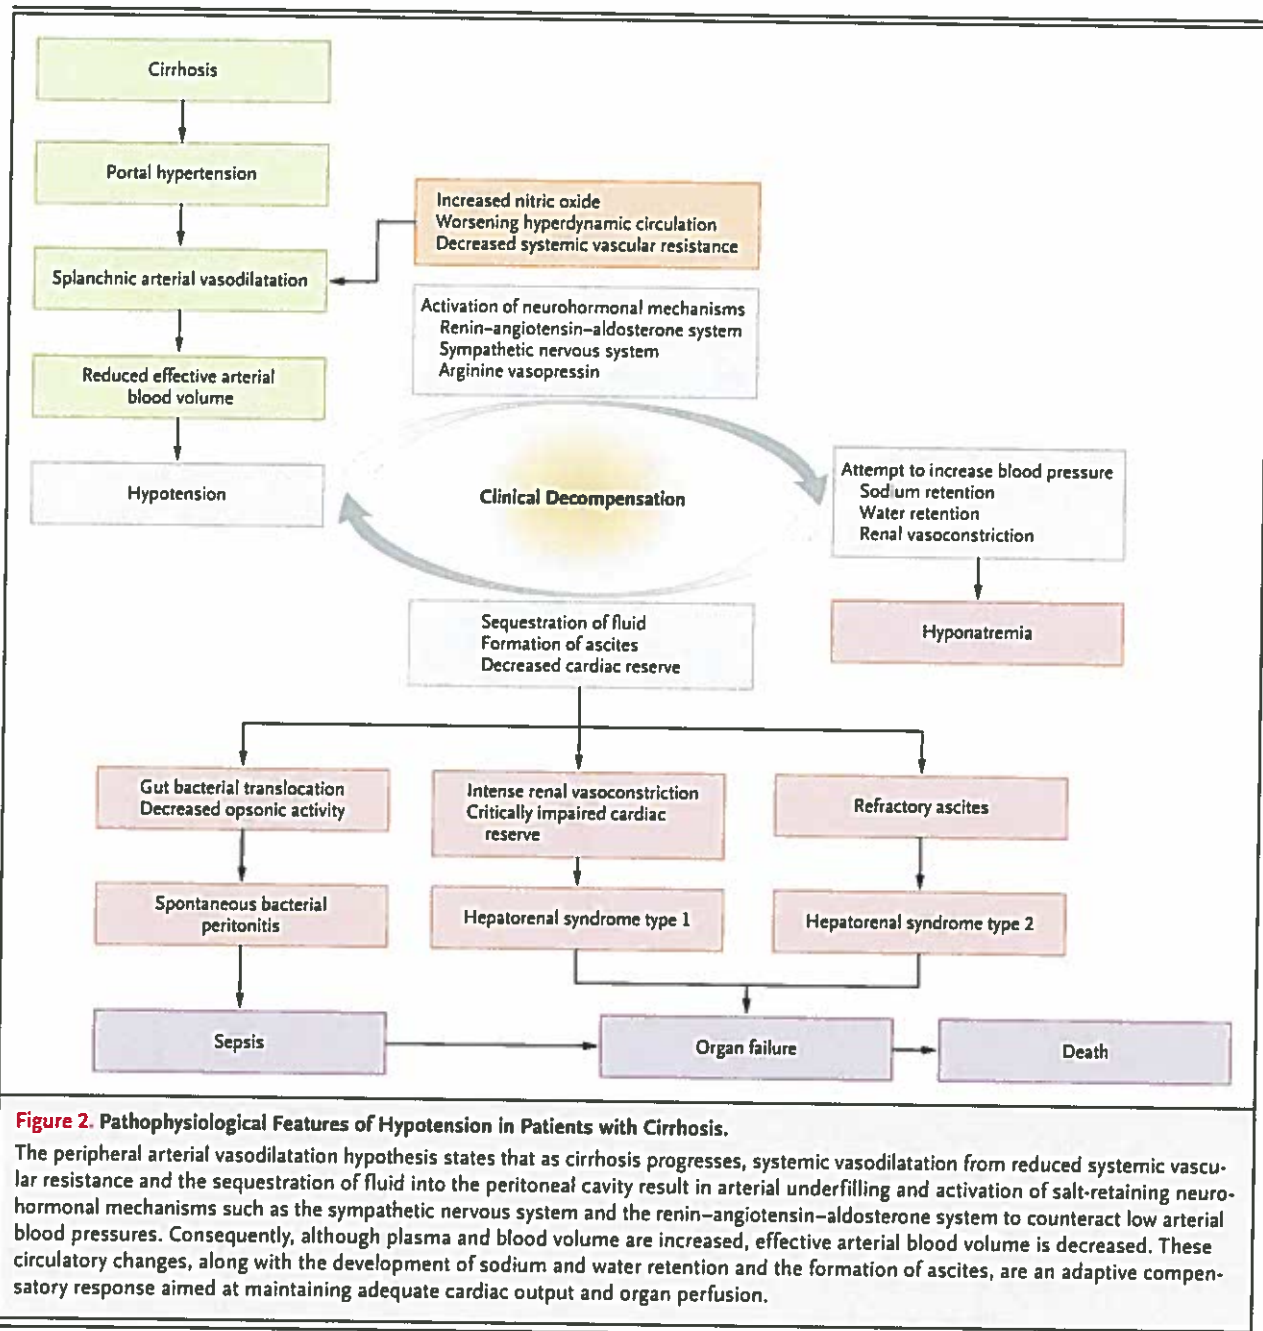 Cirrhosis
Portal hypertension
Increased nitric oxide
Worsening hyperdynamic circulation
Decreased systemic vascular resistance
Splanchnic arterial vasodilatation
Activation of neurohormonal mechanisms
Renin–angiotensin–aldosterone system
Sympathetic nervous system
Arginine vasopressin
Reduced effective arterial
blood volume
Hypotension
Clinical Decompensation
Attempt to increase blood pressure
Sodium retention
Water retention
Renal vasoconstriction
Hyponatremia
Sequestration of fluid
Formation of ascites
Decreased cardiac reserve
Gut bacterial translocation
Decreased opsonic activity
Intense renal vasoconstriction
Critically impaired cardiac
reserve
Refractory ascites
Spontaneous bacterial
peritonitis
Hepatorenal syndrome type 1
Hepatorenal syndrome type 2
Sepsis
Organ failure
Death
Figure 2. Pathophysiological Features of Hypotension in Patients with Cirrhosis.
The peripheral arterial vasodilatation hypothesis states that as cirrhosis progresses, systemic vasodilatation from reduced systemic vascu-
lar resistance and the sequestration of fluid into the peritoneal cavity result in arterial underfilling and activation of salt-retaining neuro-
hormonal mechanisms such as the sympathetic nervous system and the renin–angiotensin–aldosterone system to counteract low arterial
blood pressures. Consequently, although plasma and blood volume are increased, effective arterial blood volume is decreased. These
circulatory changes, along with the development of sodium and water retention and the formation of ascites, are an adaptive compen-
satory response aimed at maintaining adequate cardiac output and organ perfusion.